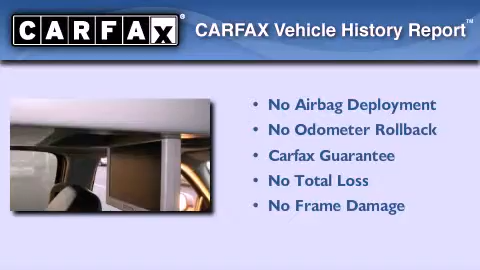 CARFAX® CARFAX Vehicle History Report™
• No Airbag Deployment
• No Odometer Rollback
• Carfax Guarantee
• No Total Loss
• No Frame Damage